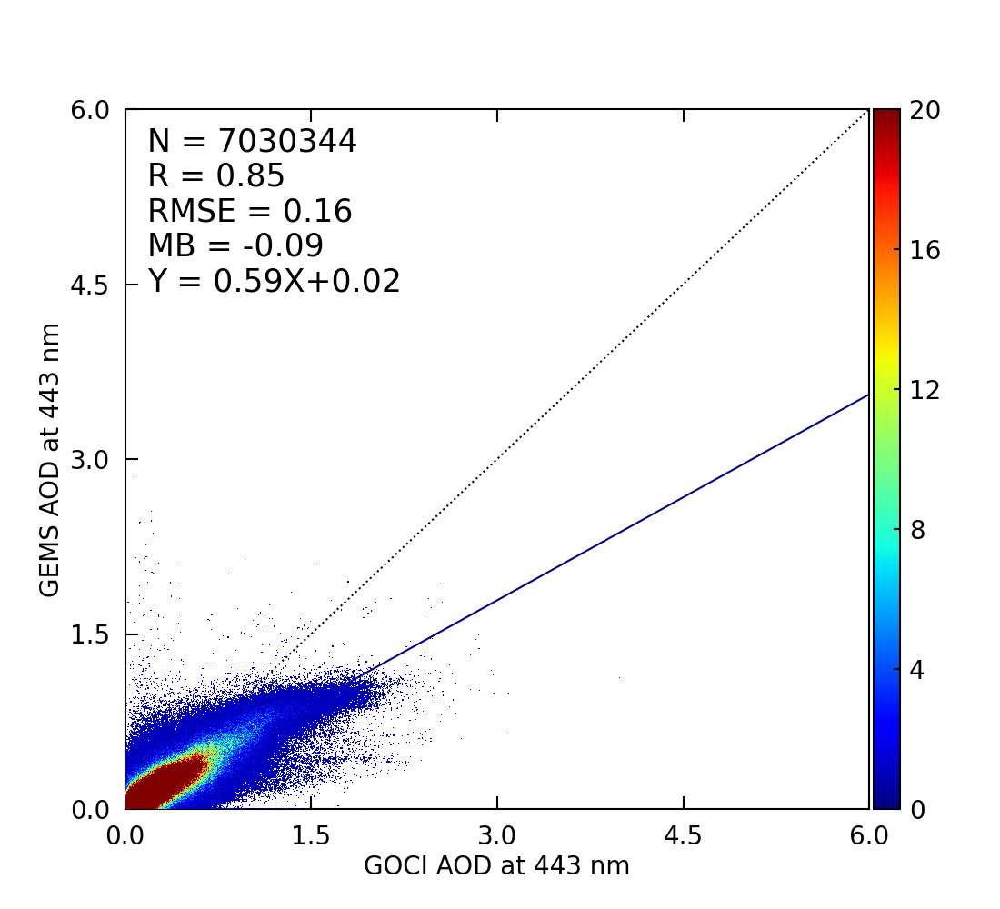 N = 7030344
R = 0.85
RMSE = 0.16
MB = -0.09
Y = 0.59X+0.02
6.0
4.5
3.0
1.5
0.0
GEMS AOD at 443 nm
0.0 1.5 3.0 4.5 6.0
GOCI AOD at 443 nm
20
16
12
8
4
0